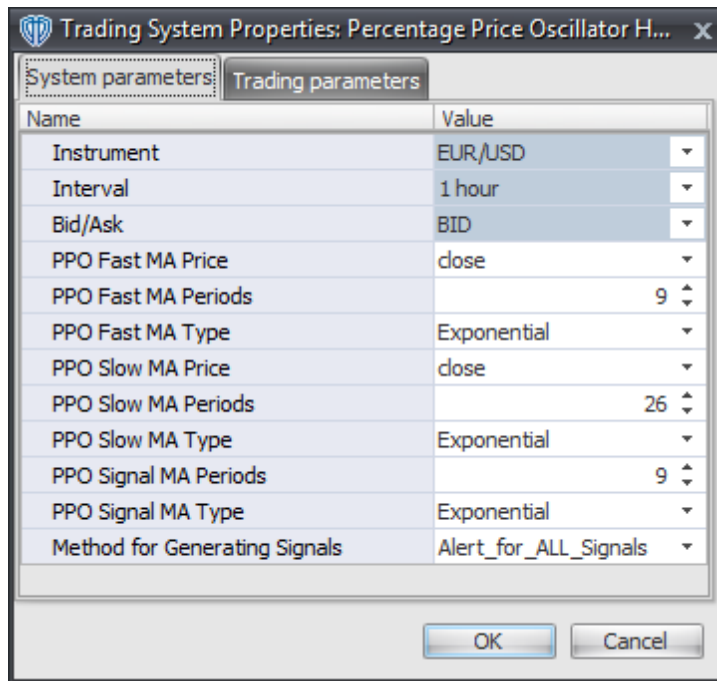 Trading System Properties: Percentage Price Oscillator H... x
System parameters Trading parameters
Name Value
Instrument EUR/USD
Interval 1 hour
Bid/Ask BID
PPO Fast MA Price close
PPO Fast MA Periods 9
PPO Fast MA Type Exponential
PPO Slow MA Price close
PPO Slow MA Periods 26
PPO Slow MA Type Exponential
PPO Signal MA Periods 9
PPO Signal MA Type Exponential
Method for Generating Signals Alert_for_ALL_Signals
OK Cancel